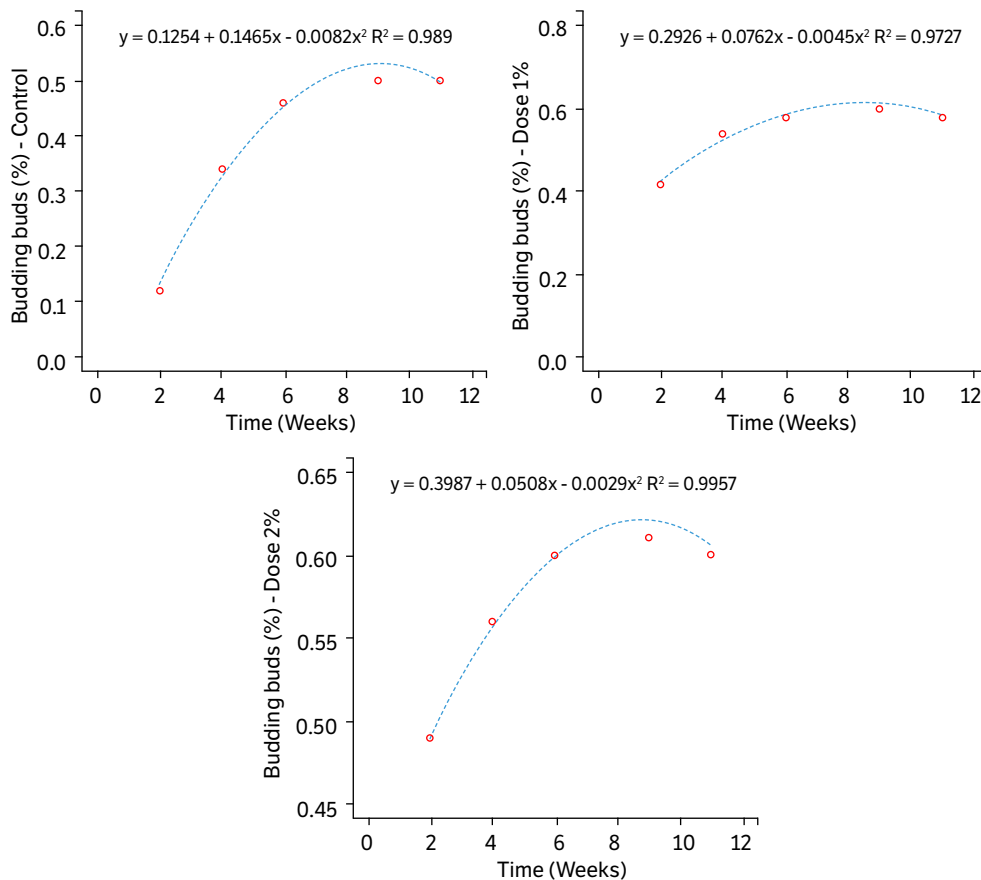 y = 0.1254 + 0.1465x - 0.0082x² R² = 0.989
Budding buds (%) - Control
0.6
0.5
0.4
0.3
0.2
0.1
0.0
0 2 4 6 8 10 12
Time (Weeks)
y = 0.2926 + 0.0762x - 0.0045x² R² = 0.9727
Budding buds (%) - Dose 1%
0.8
0.6
0.4
0.2
0.0
0 2 4 6 8 10 12
Time (Weeks)
y = 0.3987 + 0.0508x - 0.0029x² R² = 0.9957
Budding buds (%) - Dose 2%
0.65
0.60
0.55
0.50
0.45
0 2 4 6 8 10 12
Time (Weeks)